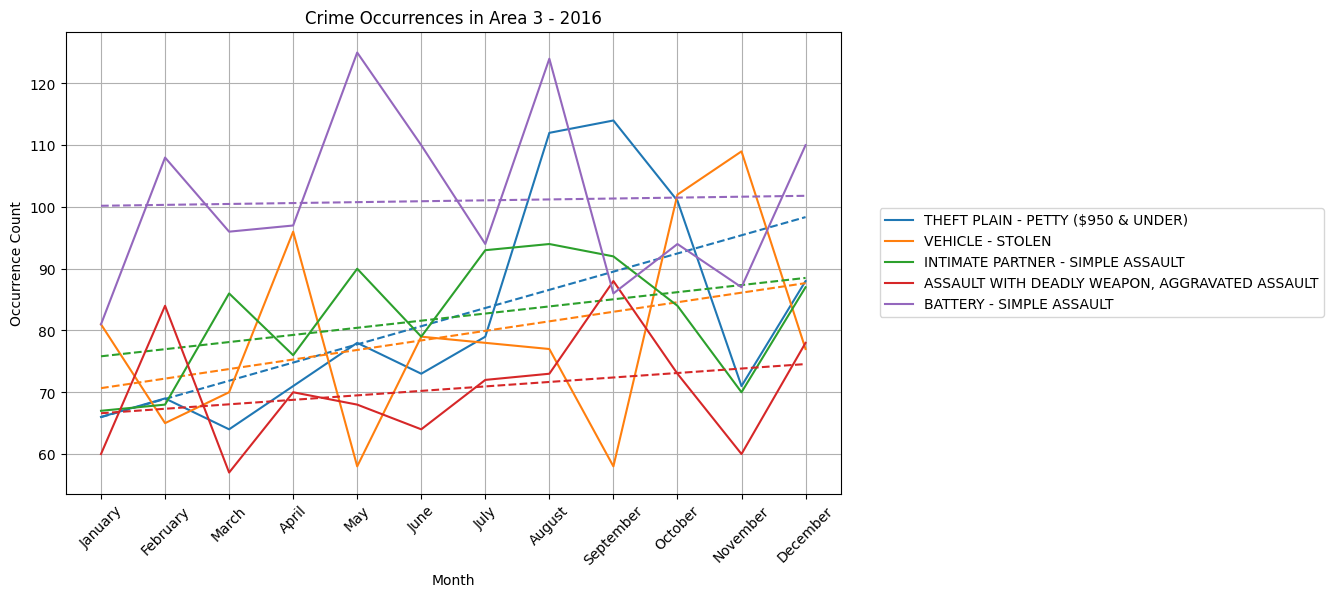 Crime Occurrences in Area 3 - 2016
Occurrence Count
120
110
100
90
80
70
60
January
February
March
April
May
June
July
August
September
October
November
December
Month
THEFT PLAIN - PETTY ($950 & UNDER)
VEHICLE - STOLEN
INTIMATE PARTNER - SIMPLE ASSAULT
ASSAULT WITH DEADLY WEAPON, AGGRAVATED ASSAULT
BATTERY - SIMPLE ASSAULT